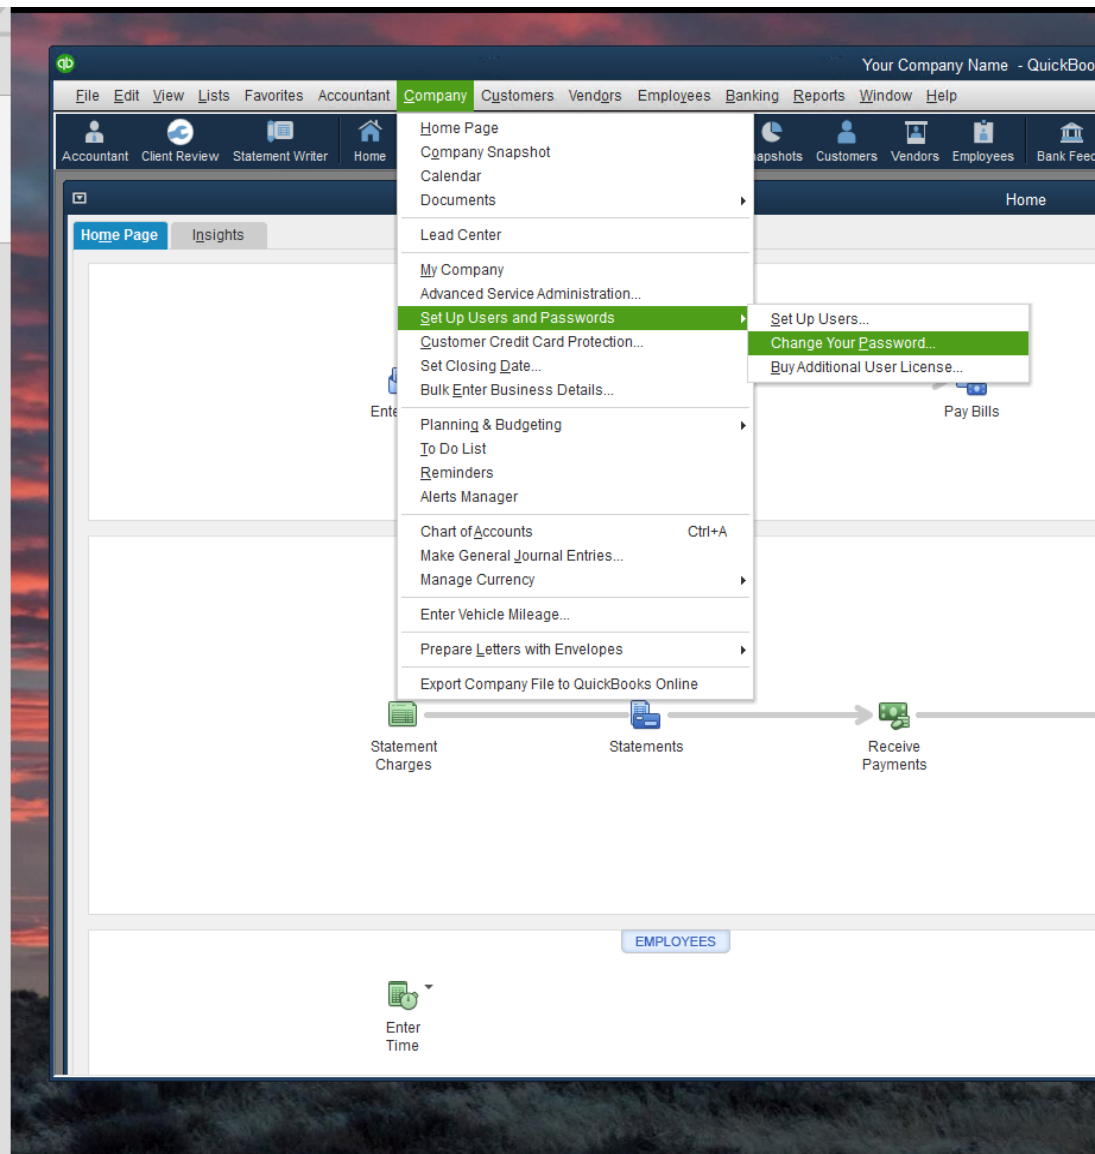 qb
Your Company Name - QuickBoo
File Edit View Lists Favorites Accountant Company Customers Vendors Employees Banking Reports Window Help
Accountant Client Review Statement Writer Home apshots Customers Vendors Employees Bank Feed
Home
Home Page Insights
Home Page
Company Snapshot
Calendar
Documents
Lead Center
My Company
Advanced Service Administration...
Set Up Users and Passwords
Customer Credit Card Protection...
Set Closing Date...
Bulk Enter Business Details...
Planning & Budgeting
To Do List
Reminders
Alerts Manager
Chart of Accounts Ctrl+A
Make General Journal Entries...
Manage Currency
Enter Vehicle Mileage...
Prepare Letters with Envelopes
Export Company File to QuickBooks Online
Set Up Users...
Change Your Password...
Buy Additional User License...
Ente
Pay Bills
Statement
Charges
Statements
Receive
Payments
EMPLOYEES
Enter
Time